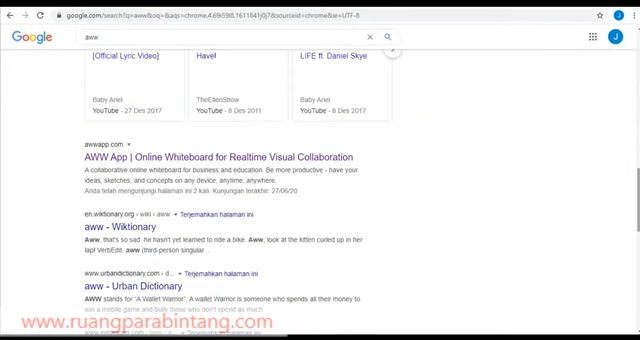 google.com/search?q=aww&oq=&aqs=chrome.4.69i59l8.1611841j0j7&sourceid=chrome&ie=UTF-8
Google
aww
J
[Official Lyric Video]
Have!
LIFE ft. Daniel Skye
Baby Ariel
TheEllenShow
Baby Ariel
YouTube - 27 Des 2017
YouTube - 8 Des 2011
YouTube - 8 Des 2017
awwapp.com
AWW App | Online Whiteboard for Realtime Visual Collaboration
A collaborative online whiteboard for business and education. Be more productive - have your
ideas, sketches, and concepts on any device, anytime, anywhere.
Anda telah mengunjungi halaman ini 2 kali. Kunjungan terakhir: 27/06/20
en.wiktionary.org › wiki › aww Terjemahkan halaman ini
aww - Wiktionary
Aww, that's so sad: he hasn't yet learned to ride a bike. Aww, look at the kitten curled up in her
lap! VerbEdit. aww (third-person singular ...
www.urbandictionary.com › d... Terjemahkan halaman ini
aww - Urban Dictionary
AWW stands for "A Wallet Warrior". A wallet Warrior is someone who spends all their money to
win a mobile game and bully those who don't spend as much.
www.ruangparabintang.com